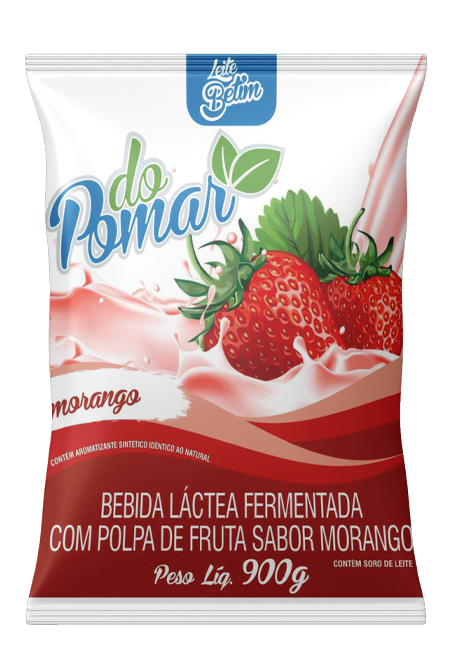 Leite
Betim
do
Pomar
morango
CONTÉM AROMATIZANTE SINTÉTICO IDÊNTICO AO NATURAL
BEBIDA LÁCTEA FERMENTADA
COM POLPA DE FRUTA SABOR MORANGO
CONTÉM SORO DE LEITE
Peso Líq. 900g